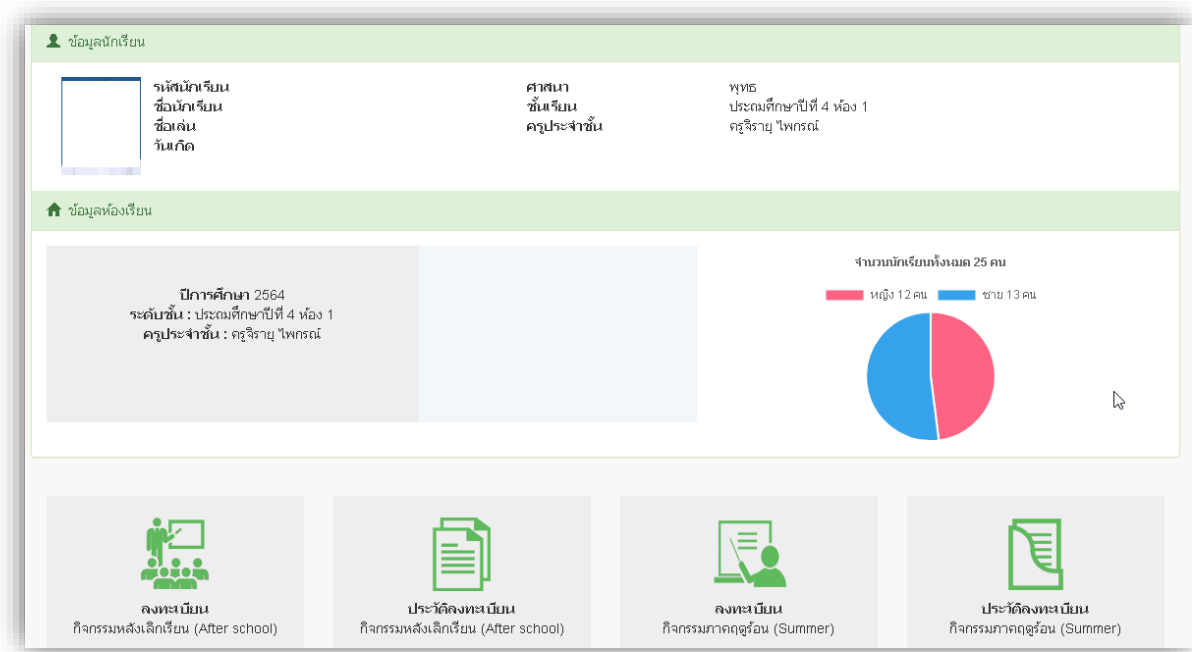 ข้อมูลนักเรียน
รหัสนักเรียน
ชื่อนักเรียน
ชื่อเล่น
วันเกิด
ศาสนา พุทธ
ชั้นเรียน ประถมศึกษาปีที่ 4 ห้อง 1
ครูประจำชั้น ครูจิรายุ ไพกรณ์
ข้อมูลห้องเรียน
ปีการศึกษา 2564
ระดับชั้น : ประถมศึกษาปีที่ 4 ห้อง 1
ครูประจำชั้น : ครูจิรายุ ไพกรณ์
จำนวนนักเรียนทั้งหมด 25 คน
หญิง 12 คน ชาย 13 คน
ลงทะเบียน
กิจกรรมหลังเลิกเรียน (After school)
ประวัติลงทะเบียน
กิจกรรมหลังเลิกเรียน (After school)
ลงทะเบียน
กิจกรรมภาคฤดูร้อน (Summer)
ประวัติลงทะเบียน
กิจกรรมภาคฤดูร้อน (Summer)